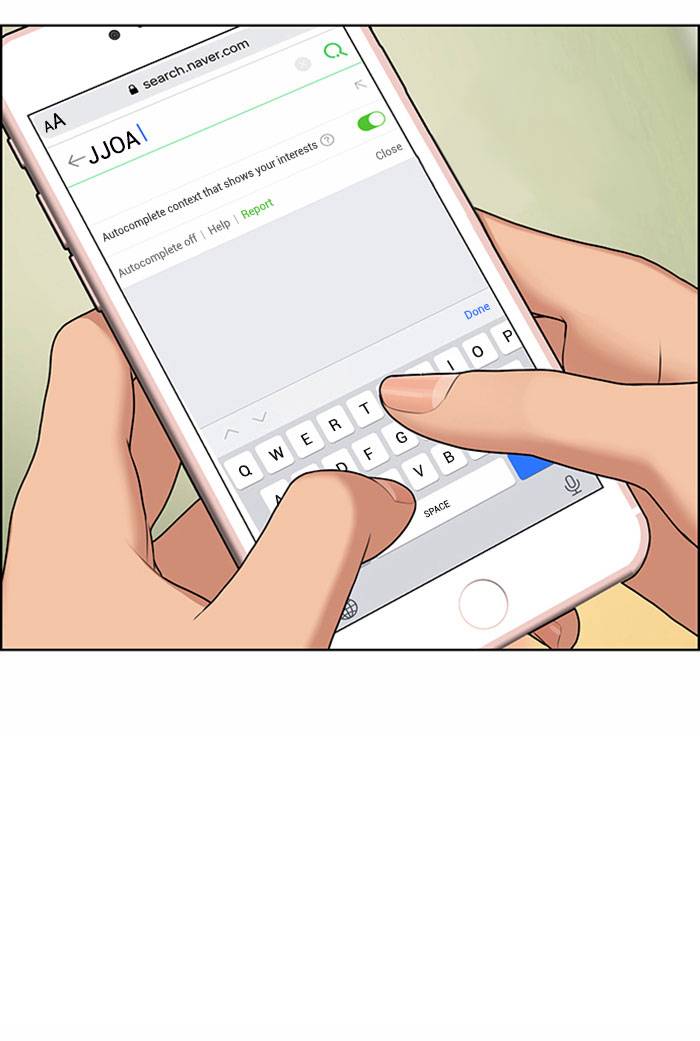 AA search.naver.com
JJOA
Autocomplete context that shows your interests ?
Autocomplete off | Help | Report Close
Done
Q W E R T I O P
A D F G
V B
SPACE